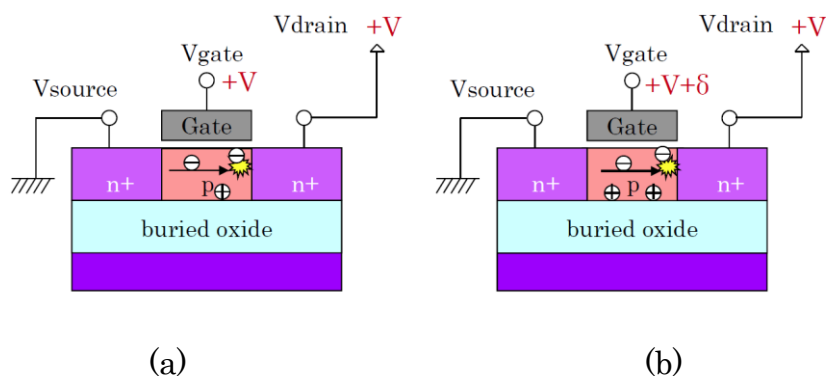 Vdrain +V
Vgate
+V
Vsource
Gate
n+ p n+
buried oxide
(a)
Vdrain +V
Vgate
+V+δ
Vsource
Gate
n+ p n+
buried oxide
(b)